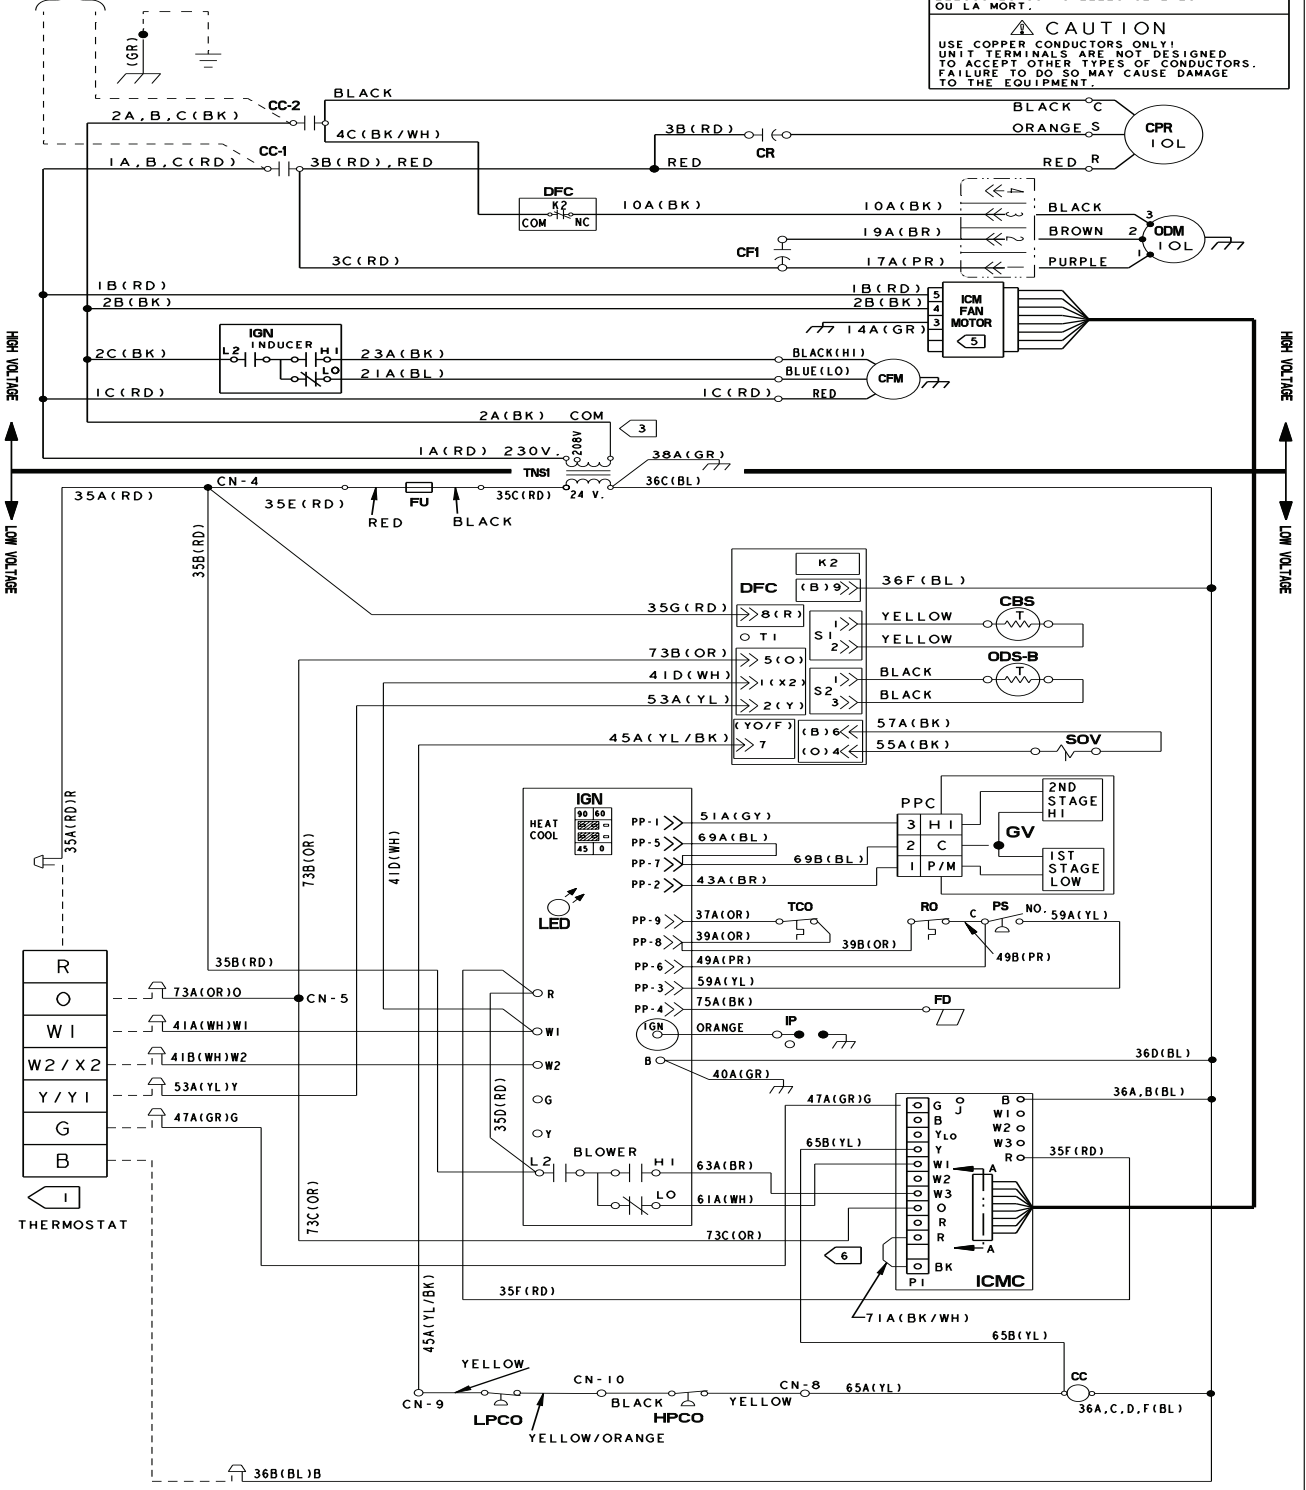 OU LA MORT.
⚠ CAUTION
USE COPPER CONDUCTORS ONLY!
UNIT TERMINALS ARE NOT DESIGNED
TO ACCEPT OTHER TYPES OF CONDUCTORS.
FAILURE TO DO SO MAY CAUSE DAMAGE
TO THE EQUIPMENT.
(GR)
BLACK
CC-2
2A,B,C(BK)
4C(BK/WH)
BLACK C
3B(RD)
CR
ORANGE S
CPR
IOL
CC-1
1A,B,C(RD)
3B(RD),RED
RED
RED R
DFC
K2
COM
NC
10A(BK)
10A(BK)
4
3
BLACK
3
19A(BR)
2
BROWN
2
ODM
IOL
CF1
3C(RD)
17A(PR)
1
PURPLE
1
1B(RD)
1B(RD)
5
2B(BK)
2B(BK)
4
14A(GR)
3
ICM
FAN
MOTOR
5
HIGH VOLTAGE
HIGH VOLTAGE
IGN
INDUCER
L2
HI
LO
2C(BK)
23A(BK)
BLACK(HI)
21A(BL)
BLUE(LO)
CFM
1C(RD)
1C(RD)
RED
2A(BK) COM
3
208V
1A(RD) 230V.
38A(GR)
TNS1
CN-4
35A(RD)
35E(RD)
FU
35C(RD)
24 V.
36C(BL)
RED
BLACK
LOW VOLTAGE
LOW VOLTAGE
35B(RD)
K2
DFC
(B)9
36F(BL)
35G(RD)
8(R)
T1
S1
1
YELLOW
2
YELLOW
CBS
T
73B(OR)
5(O)
41D(WH)
1(X2)
53A(YL)
2(Y)
S2
1
BLACK
3
BLACK
ODS-B
T
(YO/F)
7
45A(YL/BK)
(B)6
57A(BK)
(O)4
55A(BK)
SOV
35A(RD)R
73B(OR)
41D(WH)
IGN
HEAT
COOL
90 60
45 0
LED
PP-1
51A(GY)
PP-5
69A(BL)
PP-7
69B(BL)
PP-2
43A(BR)
PPC
3 HI
2 C
1 P/M
GV
2ND
STAGE
HI
1ST
STAGE
LOW
PP-9
37A(OR)
TCO
PP-8
39A(OR)
39B(OR)
RO
C
PS
NO.
59A(YL)
49B(PR)
PP-6
49A(PR)
PP-3
59A(YL)
PP-4
75A(BK)
FD
IGN
ORANGE
IP
B
36D(BL)
40A(GR)
R
O
W1
W2/X2
Y/Y1
G
B
1
THERMOSTAT
35B(RD)
73A(OR)O
CN-5
41A(WH)W1
41B(WH)W2
53A(YL)Y
47A(GR)G
R
W1
W2
G
Y
35D(RD)
L2
BLOWER
HI
LO
63A(BR)
61A(WH)
47A(GR)G
65B(YL)
G
B
YLO
Y
W1
W2
W3
O
R
R
BK
P1
J
B
W1
W2
W3
R
A
A
ICMC
36A,B(BL)
35F(RD)
73C(OR)
73C(OR)
6
35F(RD)
71A(BK/WH)
65B(YL)
45A(YL/BK)
YELLOW
CN-9
LPCO
YELLOW/ORANGE
CN-10
BLACK
HPCO
YELLOW
CN-8
65A(YL)
CC
36A,C,D,F(BL)
36B(BL)B